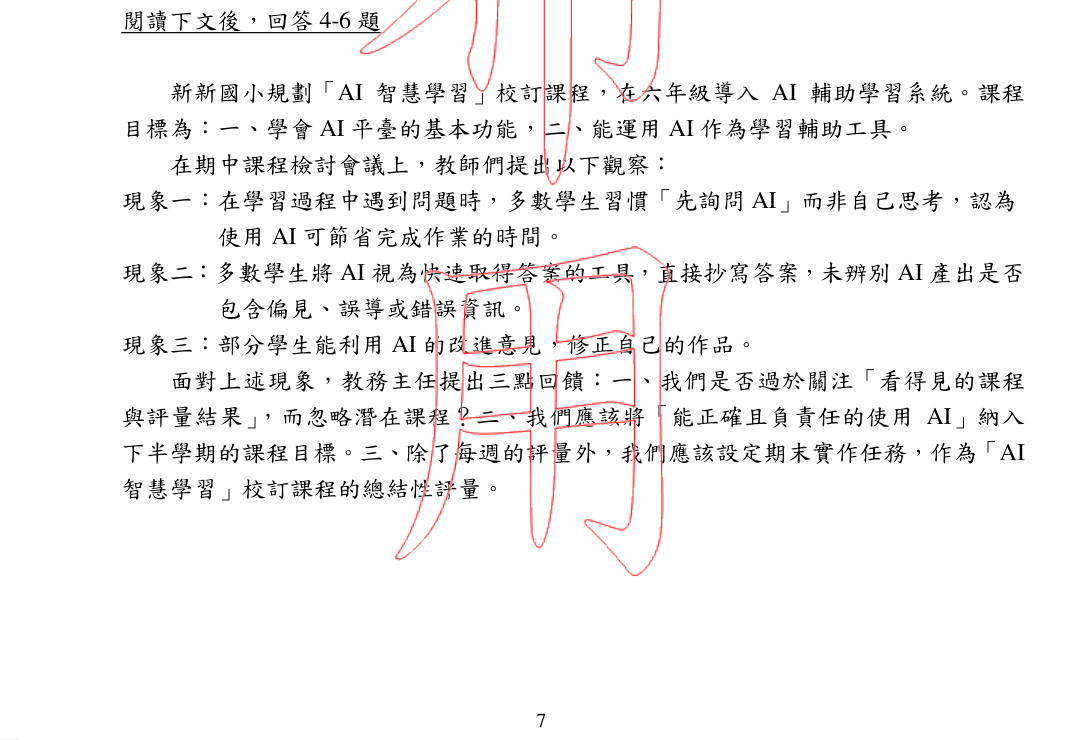 閱讀下文後，回答 4-6 題
新新國小規劃「AI 智慧學習」校訂課程，在六年級導入 AI 輔助學習系統。課程
目標為：一、學會 AI 平臺的基本功能，二、能運用 AI 作為學習輔助工具。
在期中課程檢討會議上，教師們提出以下觀察：
現象一：在學習過程中遇到問題時，多數學生習慣「先詢問 AI」而非自己思考，認為
使用 AI 可節省完成作業的時間。
現象二：多數學生將 AI 視為快速取得答案的工具，直接抄寫答案，未辨別 AI 產出是否
包含偏見、誤導或錯誤資訊。
現象三：部分學生能利用 AI 的改進意見，修正自己的作品。
面對上述現象，教務主任提出三點回饋：一、我們是否過於關注「看得見的課程
與評量結果」，而忽略潛在課程？二、我們應該將「能正確且負責任的使用 AI」納入
下半學期的課程目標。三、除了每週的評量外，我們應該設定期末實作任務，作為「AI
智慧學習」校訂課程的總結性評量。
用
7